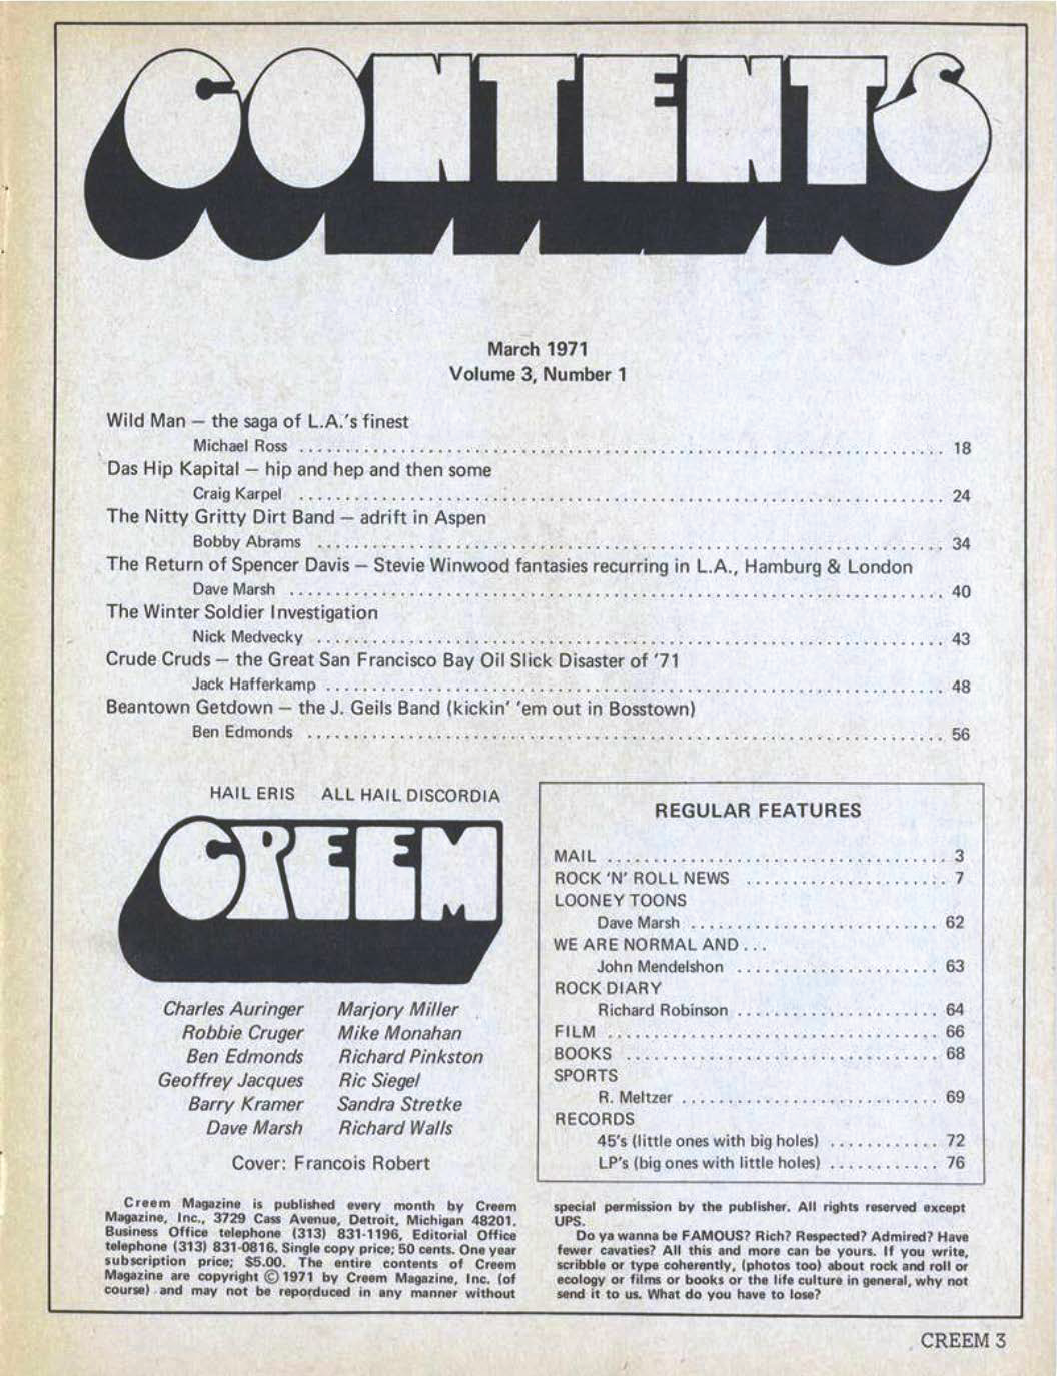 CONTENTS
March 1971
Volume 3, Number 1
Wild Man — the saga of L.A.'s finest
Michael Ross ........ 18
Das Hip Kapital — hip and hep and then some
Craig Karpel ........ 24
The Nitty Gritty Dirt Band — adrift in Aspen
Bobby Abrams ........ 34
The Return of Spencer Davis — Stevie Winwood fantasies recurring in L.A., Hamburg & London
Dave Marsh ........ 40
The Winter Soldier Investigation
Nick Medvecky ........ 43
Crude Cruds — the Great San Francisco Bay Oil Slick Disaster of '71
Jack Hafferkamp ........ 48
Beantown Getdown — the J. Geils Band (kickin' 'em out in Bosstown)
Ben Edmonds ........ 56
HAIL ERIS ALL HAIL DISCORDIA
CREEM
Charles Auringer Marjory Miller
Robbie Cruger Mike Monahan
Ben Edmonds Richard Pinkston
Geoffrey Jacques Ric Siegel
Barry Kramer Sandra Stretke
Dave Marsh Richard Walls
Cover: Francois Robert
REGULAR FEATURES
MAIL ........ 3
ROCK 'N' ROLL NEWS ........ 7
LOONEY TOONS
Dave Marsh ........ 62
WE ARE NORMAL AND . . .
John Mendelshon ........ 63
ROCK DIARY
Richard Robinson ........ 64
FILM ........ 66
BOOKS ........ 68
SPORTS
R. Meltzer ........ 69
RECORDS
45's (little ones with big holes) ........ 72
LP's (big ones with little holes) ........ 76
Creem Magazine is published every month by Creem
Magazine, Inc., 3729 Cass Avenue, Detroit, Michigan 48201.
Business Office telephone (313) 831-1196, Editorial Office
telephone (313) 831-0816. Single copy price; 50 cents. One year
subscription price; $5.00. The entire contents of Creem
Magazine are copyright © 1971 by Creem Magazine, Inc. (of
course) and may not be reporduced in any manner without
special permission by the publisher. All rights reserved except
UPS.
Do ya wanna be FAMOUS? Rich? Respected? Admired? Have
fewer cavaties? All this and more can be yours. If you write,
scribble or type coherently, (photos too) about rock and roll or
ecology or films or books or the life culture in general, why not
send it to us. What do you have to lose?
CREEM 3